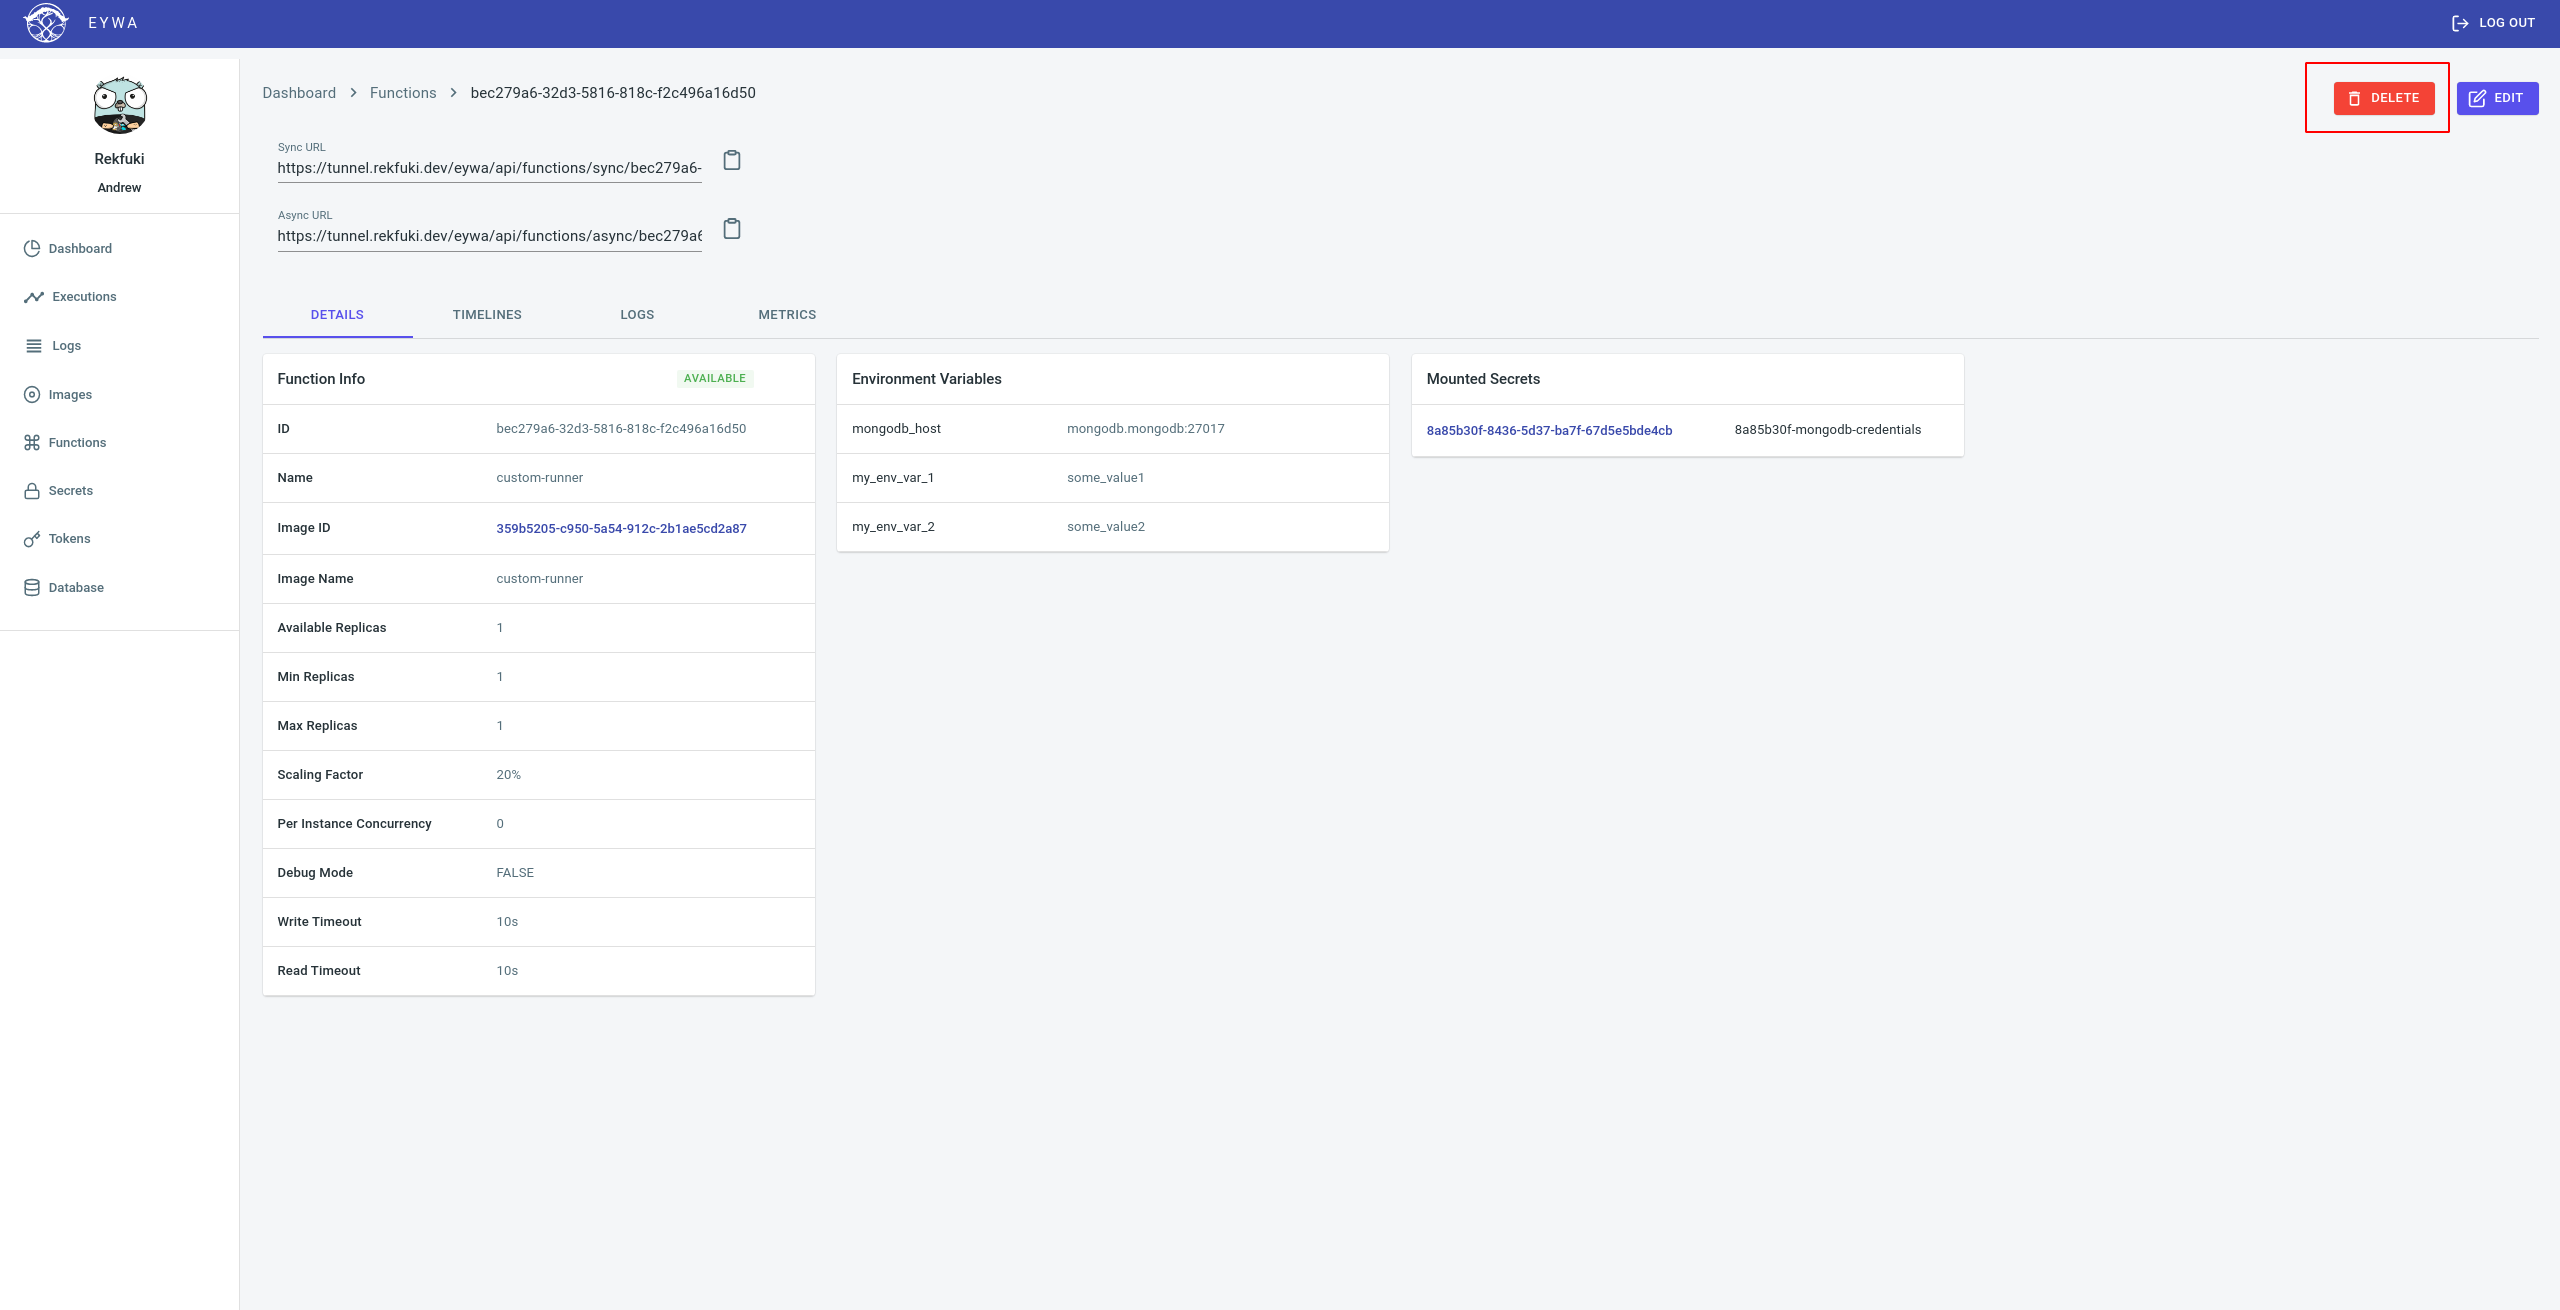 EYWA
LOG OUT
Rekfuki
Andrew
Dashboard
Executions
Logs
Images
Functions
Secrets
Tokens
Database
Dashboard > Functions > bec279a6-32d3-5816-818c-f2c496a16d50
DELETE
EDIT
Sync URL
https://tunnel.rekfuki.dev/eywa/api/functions/sync/bec279a6-
Async URL
https://tunnel.rekfuki.dev/eywa/api/functions/async/bec279a6
DETAILS TIMELINES LOGS METRICS
Function Info AVAILABLE
ID bec279a6-32d3-5816-818c-f2c496a16d50
Name custom-runner
Image ID 359b5205-c950-5a54-912c-2b1ae5cd2a87
Image Name custom-runner
Available Replicas 1
Min Replicas 1
Max Replicas 1
Scaling Factor 20%
Per Instance Concurrency 0
Debug Mode FALSE
Write Timeout 10s
Read Timeout 10s
Environment Variables
mongodb_host mongodb.mongodb:27017
my_env_var_1 some_value1
my_env_var_2 some_value2
Mounted Secrets
8a85b30f-8436-5d37-ba7f-67d5e5bde4cb 8a85b30f-mongodb-credentials